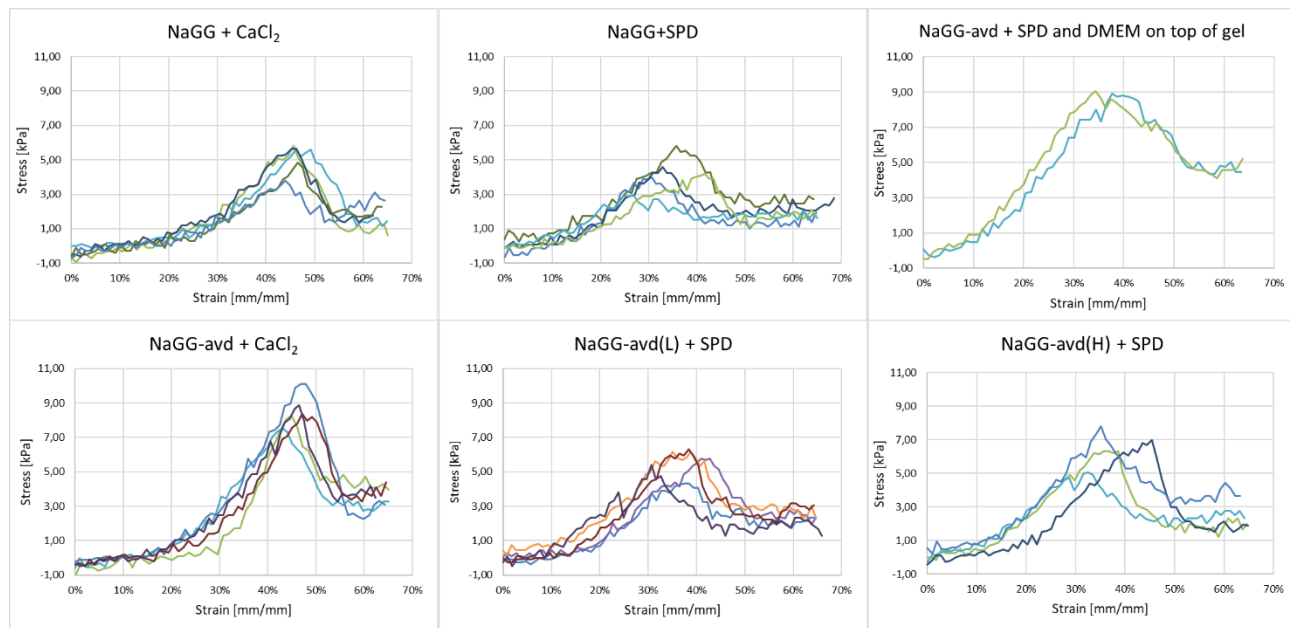 NaGG + CaCl₂
11,00
9,00
7,00
5,00
3,00
1,00
-1,00
Stress [kPa]
0% 10% 20% 30% 40% 50% 60% 70%
Strain [mm/mm]
NaGG+SPD
11,00
9,00
7,00
5,00
3,00
1,00
-1,00
Stress [kPa]
0% 10% 20% 30% 40% 50% 60% 70%
Strain [mm/mm]
NaGG-avd + SPD and DMEM on top of gel
11,00
9,00
7,00
5,00
3,00
1,00
-1,00
Strees [kPa]
0% 10% 20% 30% 40% 50% 60% 70%
Strain [mm/mm]
NaGG-avd + CaCl₂
11,00
9,00
7,00
5,00
3,00
1,00
-1,00
Stress [kPa]
0% 10% 20% 30% 40% 50% 60% 70%
Strain [mm/mm]
NaGG-avd(L) + SPD
11,00
9,00
7,00
5,00
3,00
1,00
-1,00
Stress [kPa]
0% 10% 20% 30% 40% 50% 60% 70%
Strain [mm/mm]
NaGG-avd(H) + SPD
11,00
9,00
7,00
5,00
3,00
1,00
-1,00
Stress [kPa]
0% 10% 20% 30% 40% 50% 60% 70%
Strain [mm/mm]